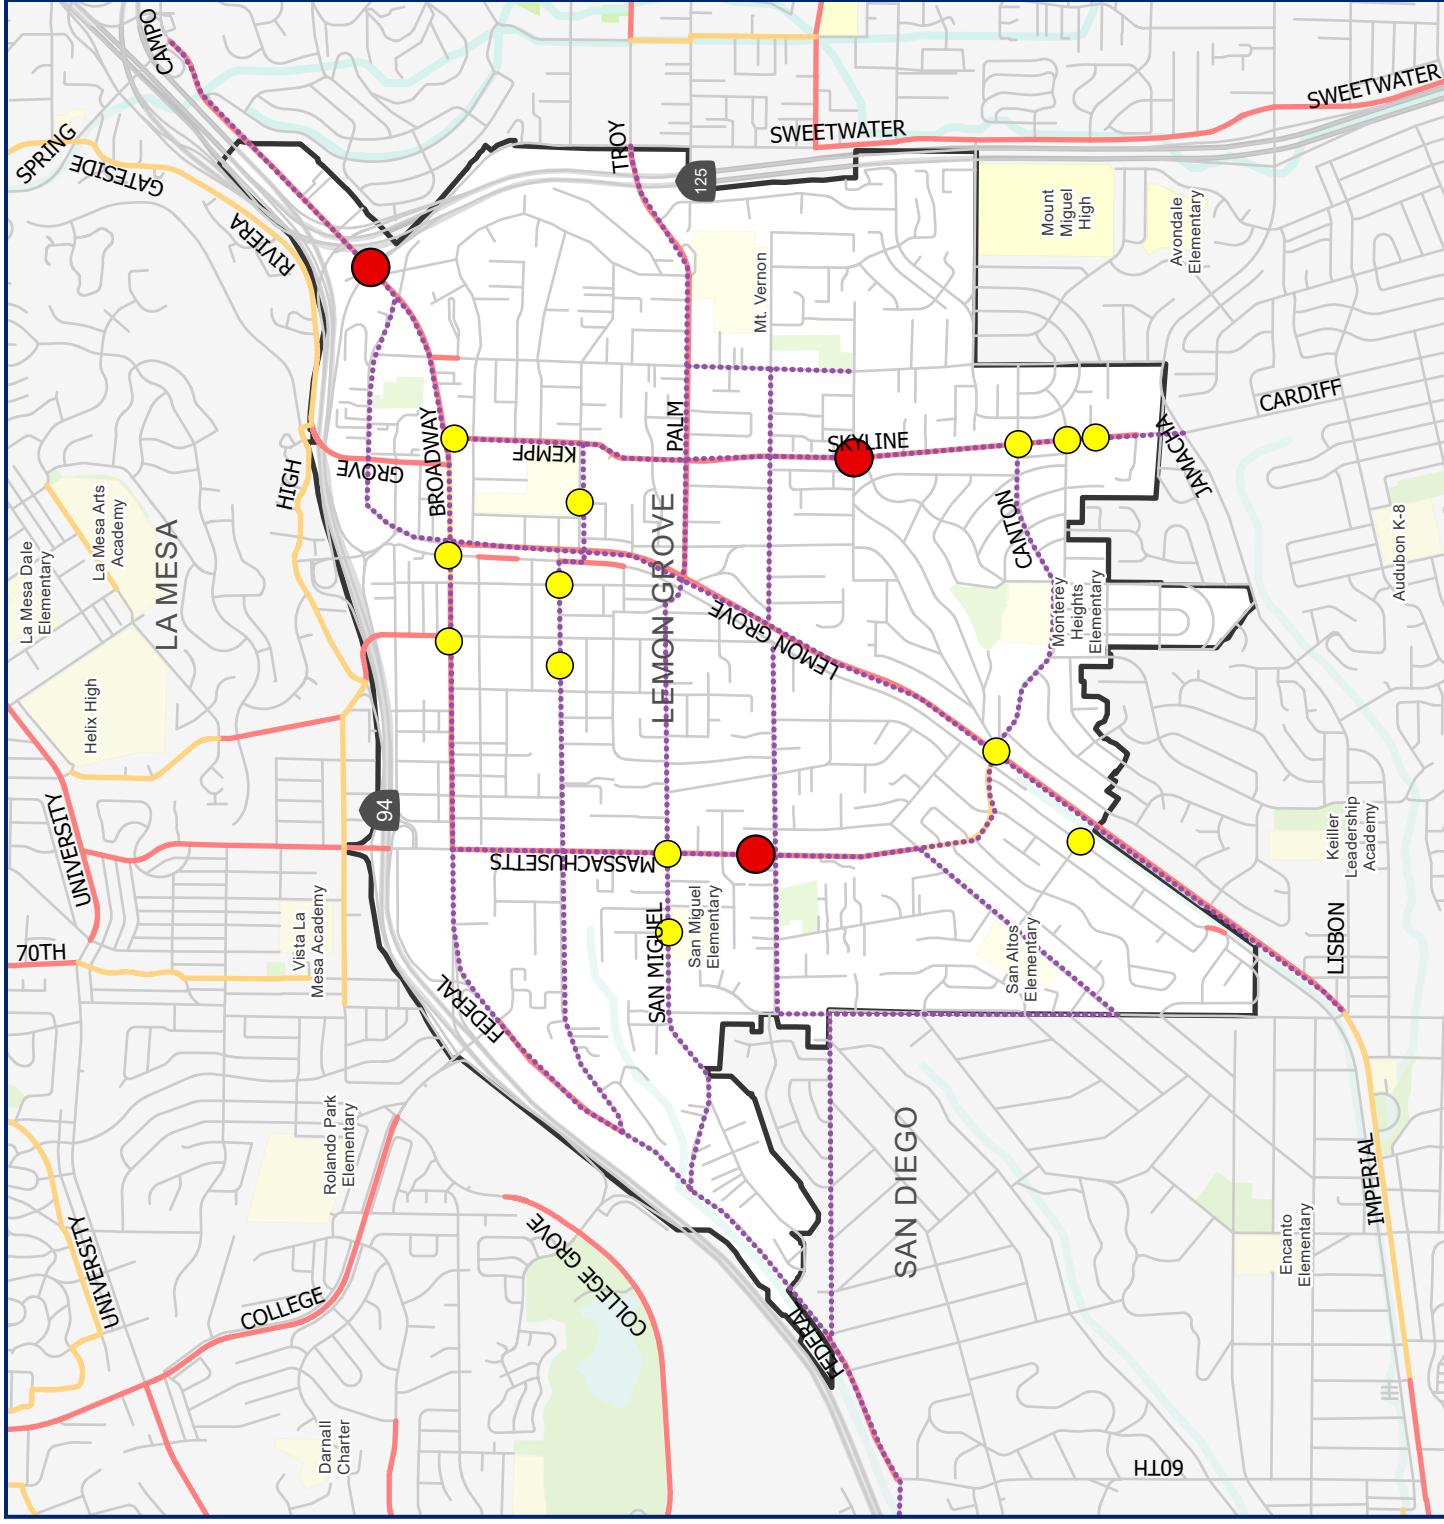 CAMPO
SPRING
GATESIDE
RIVIERA
TROY
SWEETWATER
SWEETWATER
125
Mount
Miguel
High
Avondale
Elementary
Mt. Vernon
HIGH
GROVE
BROADWAY
KEMPF
PALM
SKYLINE
CANTON
JAMACHA
CARDIFF
La Mesa Dale
Elementary
La Mesa Arts
Academy
LA MESA
Helix High
LEMON GROVE
LEMON GROVE
Monterey
Heights
Elementary
Audubon K-8
UNIVERSITY
94
MASSACHUSETTS
SAN MIGUEL
San Miguel
Elementary
70TH
Vista La
Mesa Academy
FEDERAL
San Altos
Elementary
Keiller
Leadership
Academy
LISBON
Rolando Park
Elementary
UNIVERSITY
COLLEGE
COLLEGE GROVE
SAN DIEGO
FEDERAL
IMPERIAL
Encanto
Elementary
Darnall
Charter
60TH